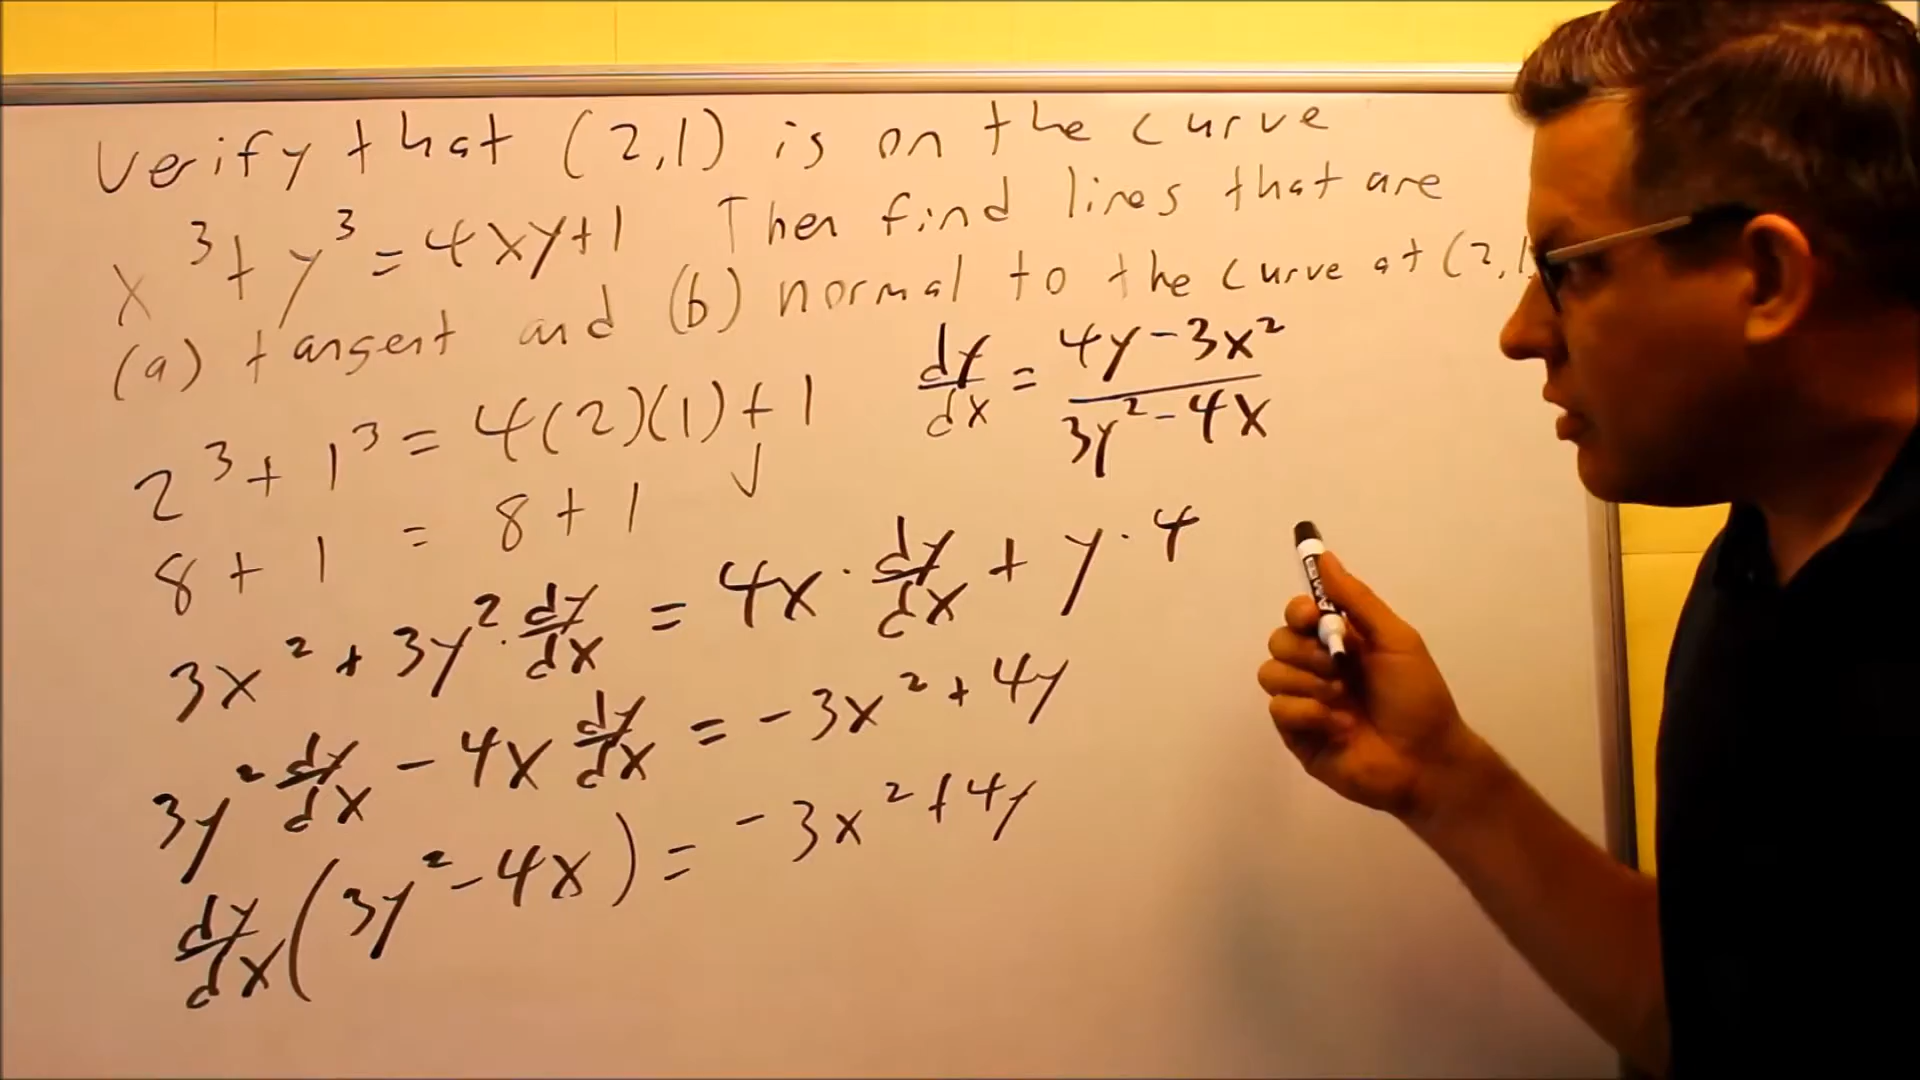 Verify that (2,1) is on the curve
x³+y³=4xy+1 Then find lines that are
(a) tangent and (b) normal to the curve at (2,1
2³+1³=4(2)(1)+1 ✓
8+1 = 8+1
dy/dx = (4y-3x²)/(3y²-4x)
3x²+3y²·dy/dx = 4x·dy/dx+y·4
3y² dy/dx - 4x dy/dx = -3x²+4y
dy/dx(3y²-4x) = -3x²+4y